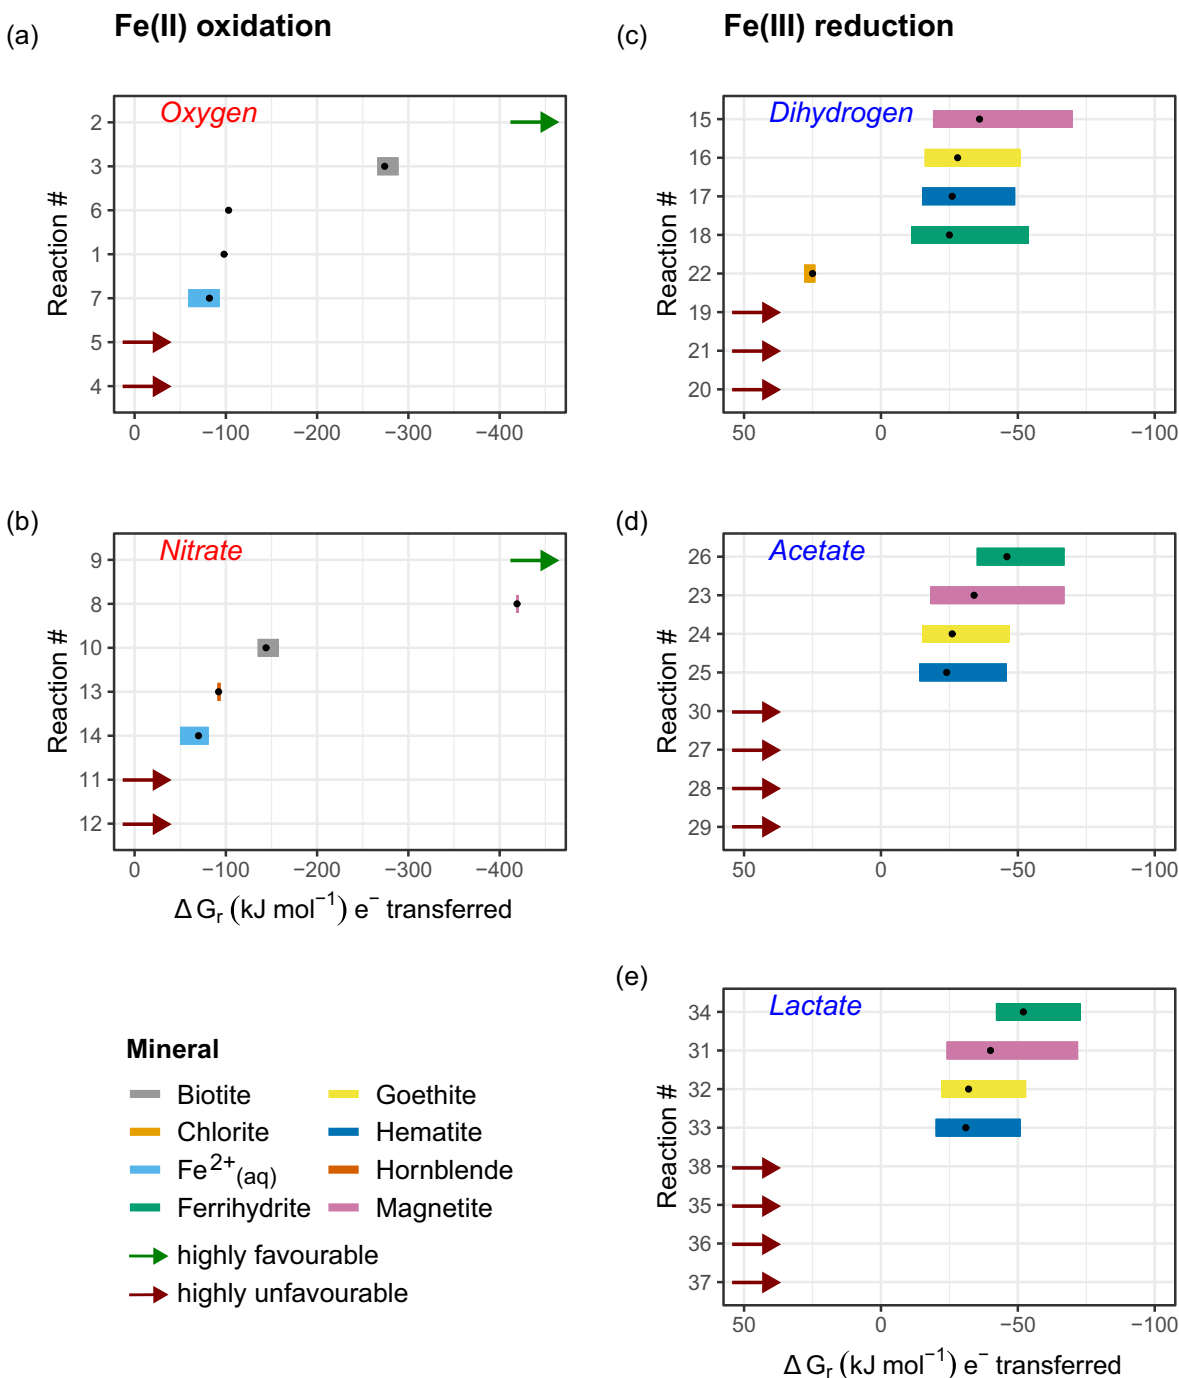 (a)
Fe(II) oxidation
Oxygen
Reaction #
2
3
6
1
7
5
4
0
−100
−200
−300
−400
(b)
Nitrate
Reaction #
9
8
10
13
14
11
12
0
−100
−200
−300
−400
Δ Gr (kJ mol−1) e− transferred
Mineral
Biotite
Chlorite
Fe2+(aq)
Ferrihydrite
Goethite
Hematite
Hornblende
Magnetite
highly favourable
highly unfavourable
(c)
Fe(III) reduction
Dihydrogen
Reaction #
15
16
17
18
22
19
21
20
50
0
−50
−100
(d)
Acetate
Reaction #
26
23
24
25
30
27
28
29
50
0
−50
−100
(e)
Lactate
Reaction #
34
31
32
33
38
35
36
37
50
0
−50
−100
Δ Gr (kJ mol−1) e− transferred